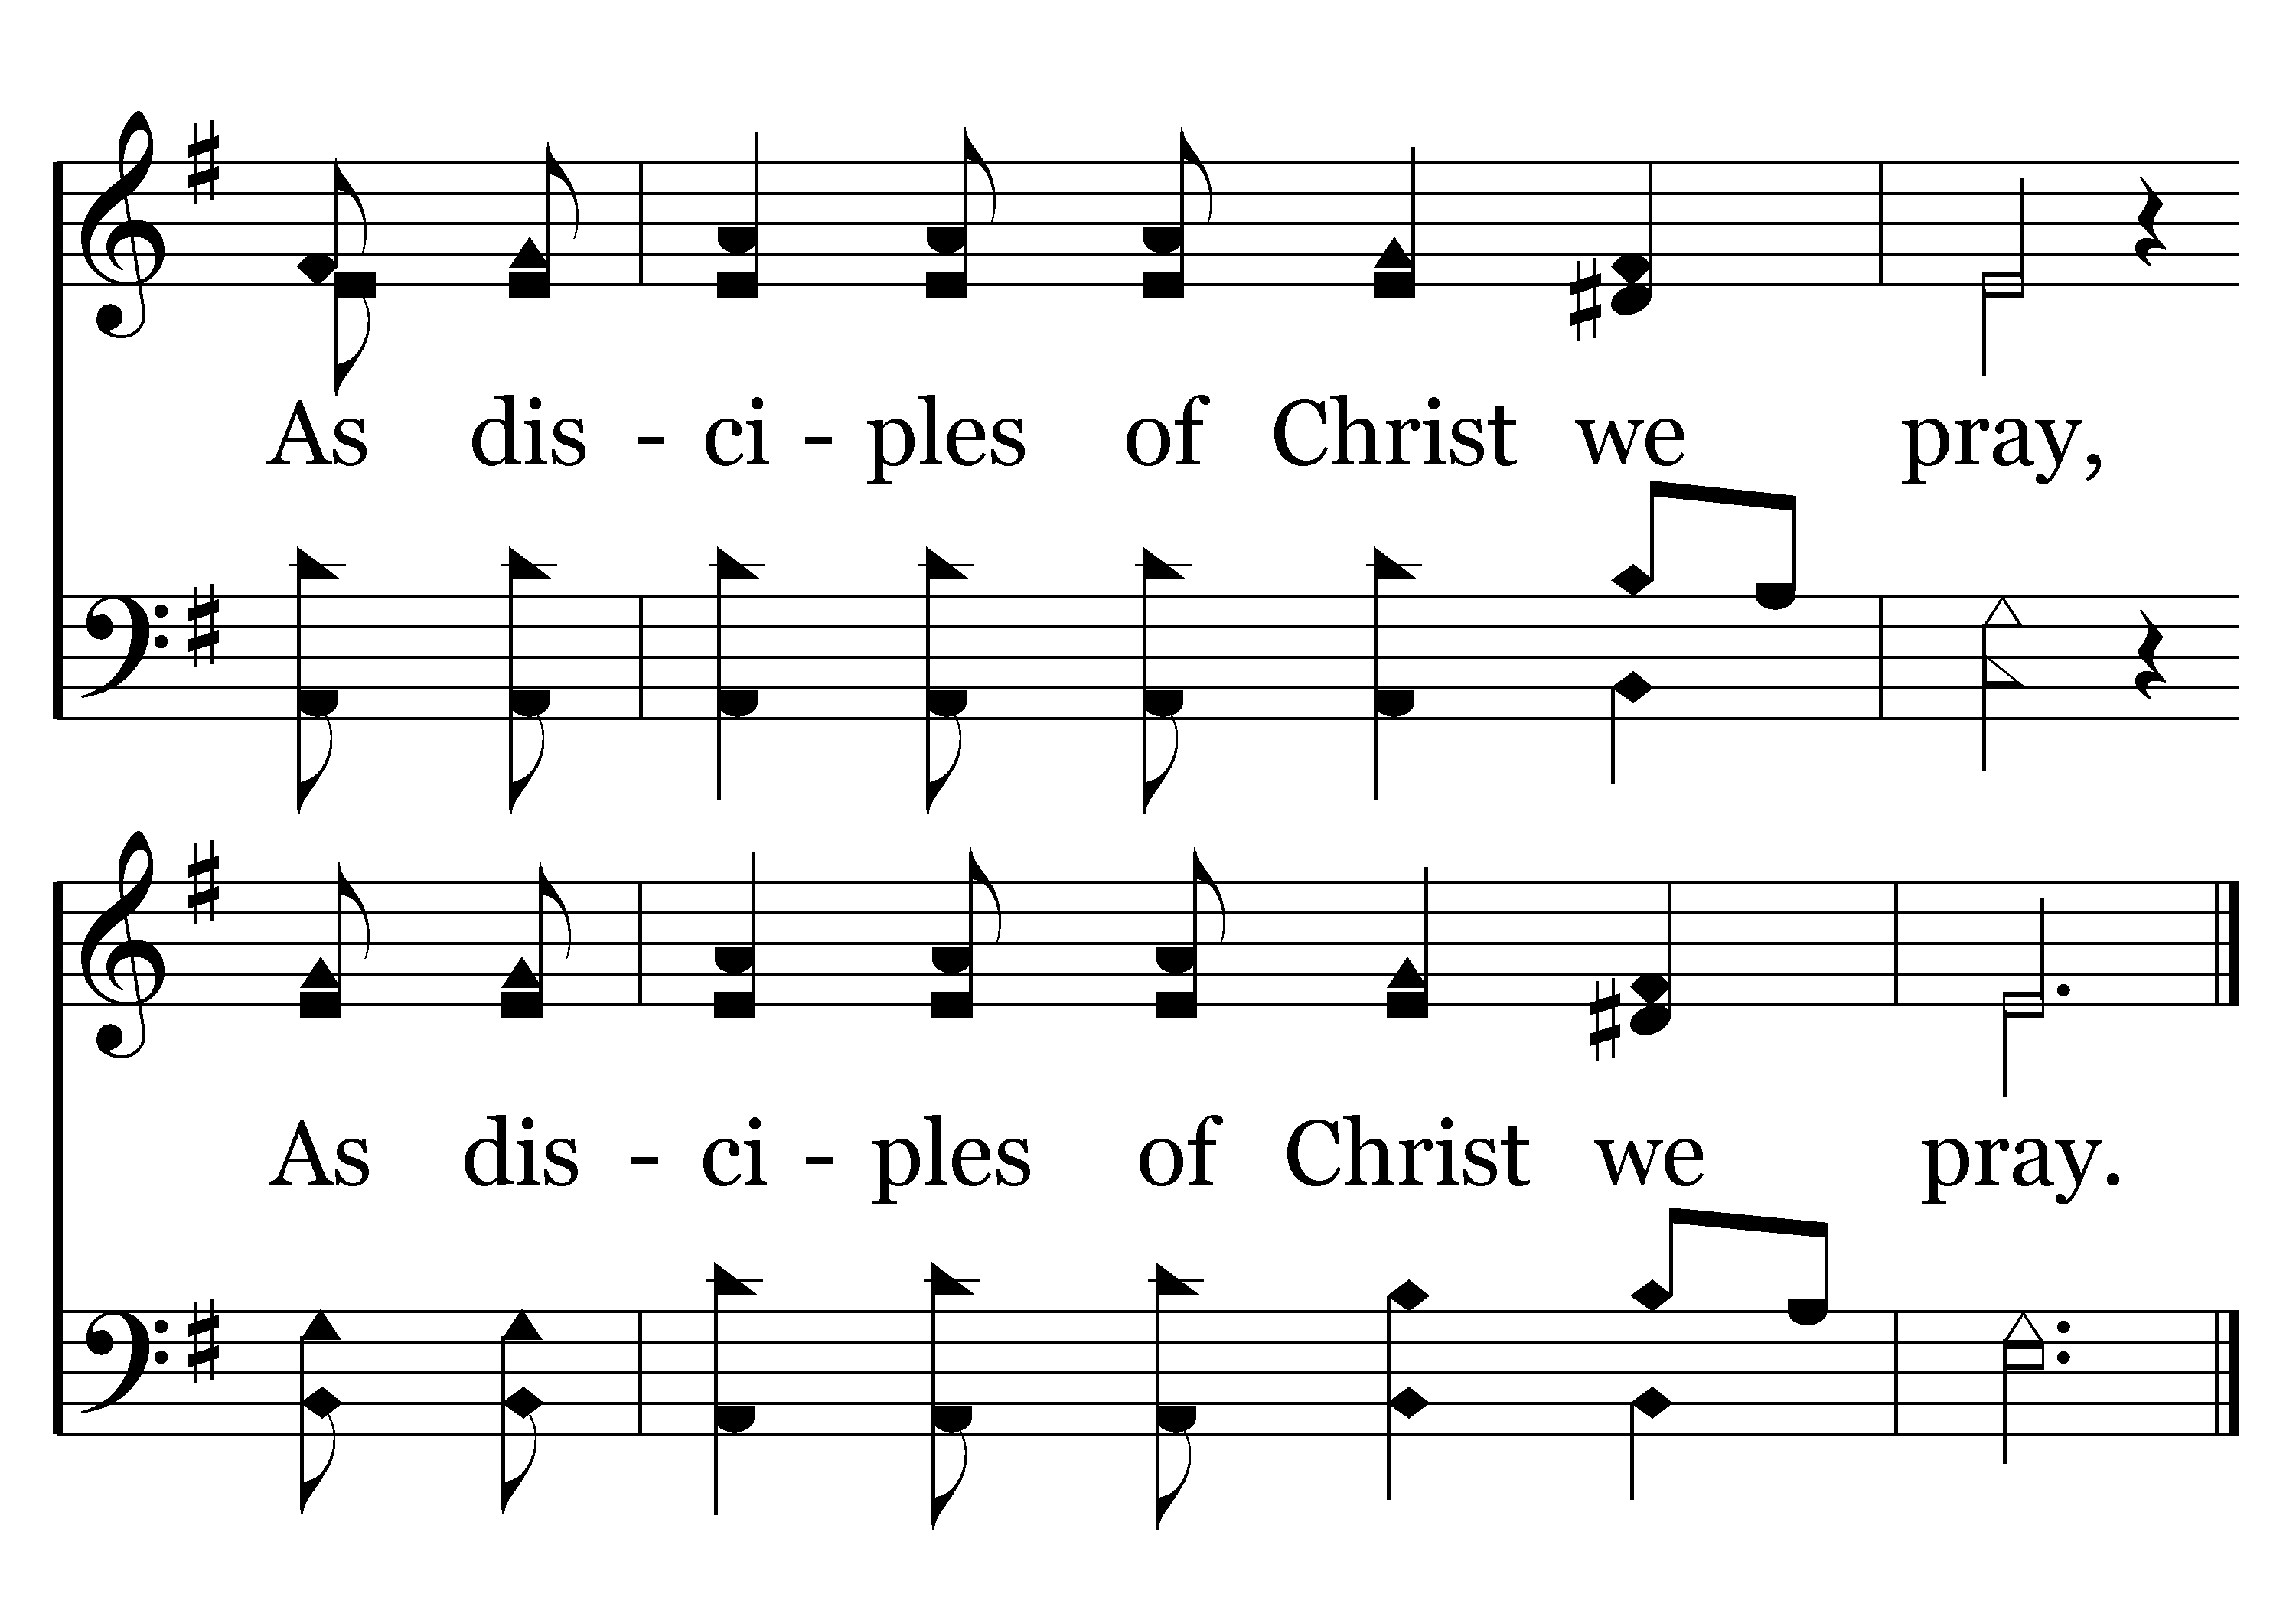 As dis - ci - ples of Christ we pray,
As dis - ci - ples of Christ we pray.